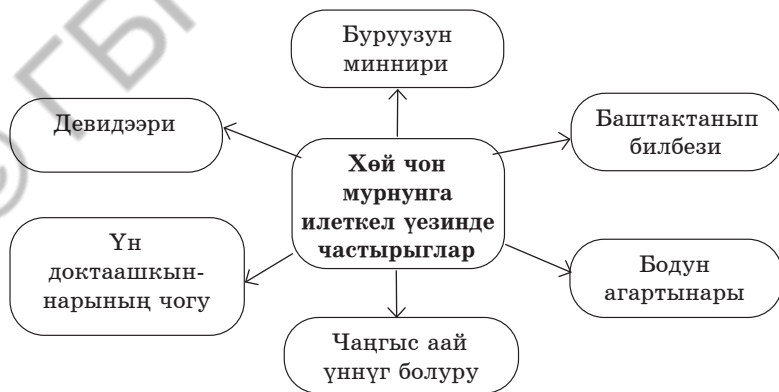 Буруузун
миннири
Девидээри
Баштактанып
билбези
Хөй чон
мурнунга
илеткел үезинде
частырыглар
Үн
доктаашкын-
нарының чогу
Бодун
агартынары
Чаңгыс аай
үннүг болуру
© ГБ